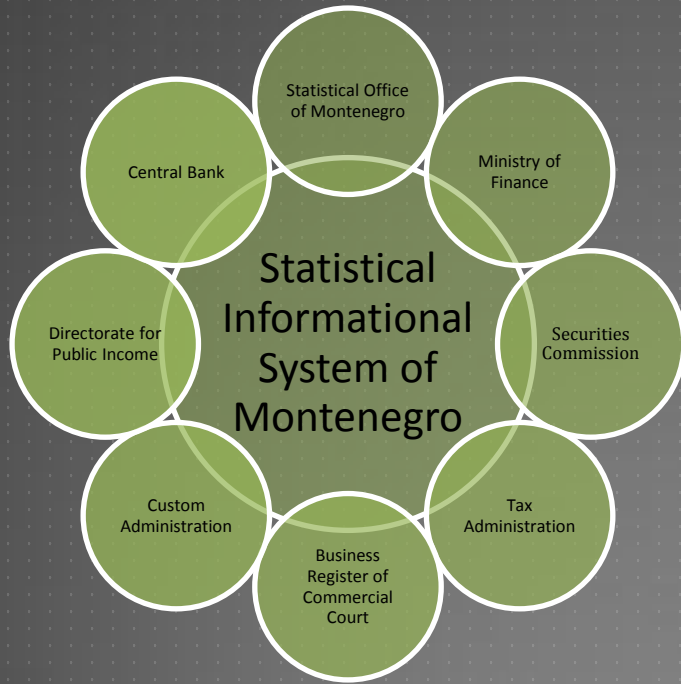 Statistical Office
of Montenegro
Ministry of
Finance
Securities
Commission
Tax
Administration
Business
Register of
Commercial
Court
Custom
Administration
Directorate for
Public Income
Central Bank
Statistical
Informational
System of
Montenegro